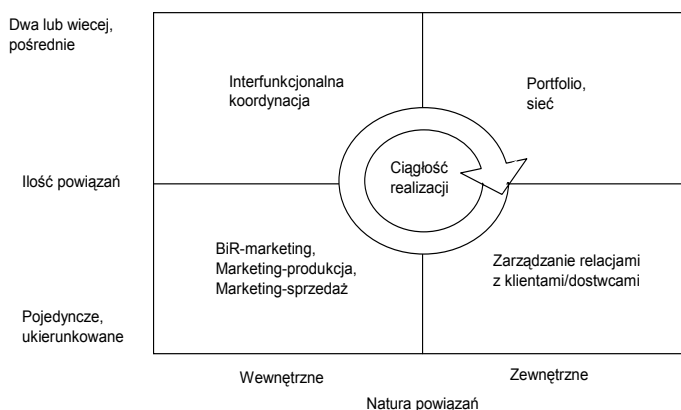 Dwa lub wiecej,
pośrednie
Interfunkcjonalna
koordynacja
Portfolio,
sieć
Ilość powiązań
Ciągłość
realizacji
BiR-marketing,
Marketing-produkcja,
Marketing-sprzedaż
Zarządzanie relacjami
z klientami/dostwcami
Pojedyncze,
ukierunkowane
Wewnętrzne
Zewnętrzne
Natura powiązań